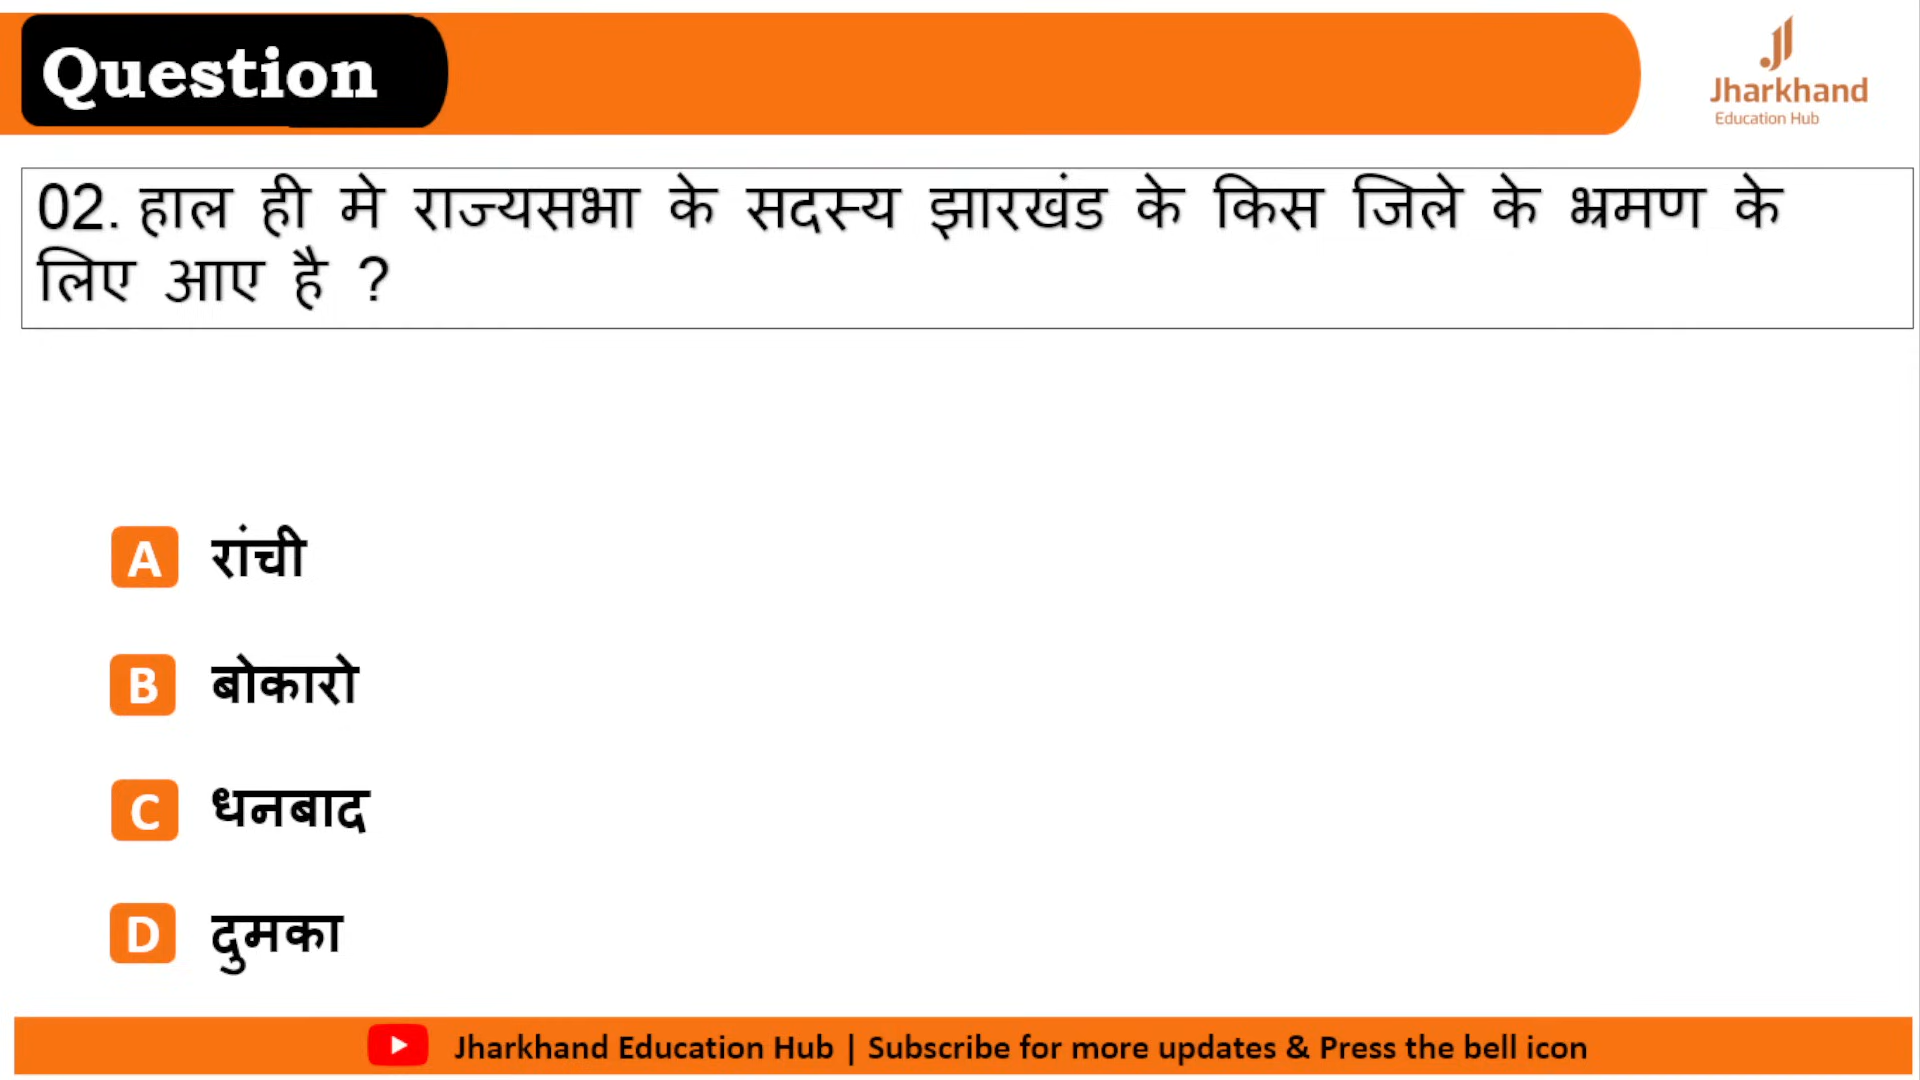 Question
Jharkhand
Education Hub
02. हाल ही मे राज्यसभा के सदस्य झारखंड के किस जिले के भ्रमण के
लिए आए है ?
A रांची
B बोकारो
C धनबाद
D दुमका
Jharkhand Education Hub | Subscribe for more updates & Press the bell icon